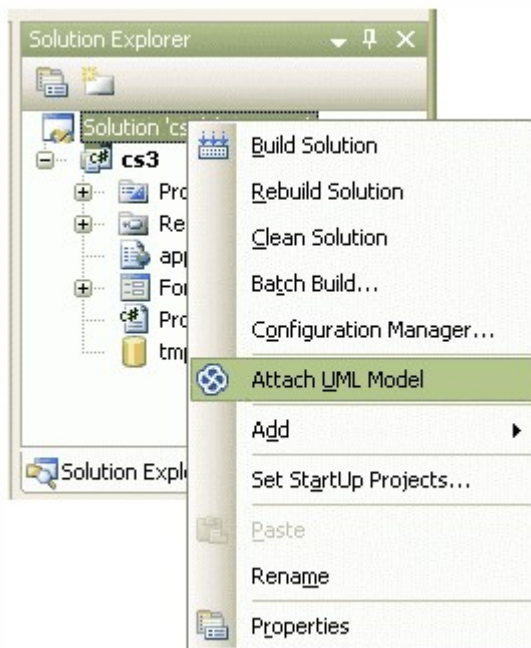 Solution Explorer
Solution 'cs
cs3
Pro
Re
app
For
Pro
tmp
Solution Explo
Build Solution
Rebuild Solution
Clean Solution
Batch Build...
Configuration Manager...
Attach UML Model
Add
Set StartUp Projects...
Paste
Rename
Properties